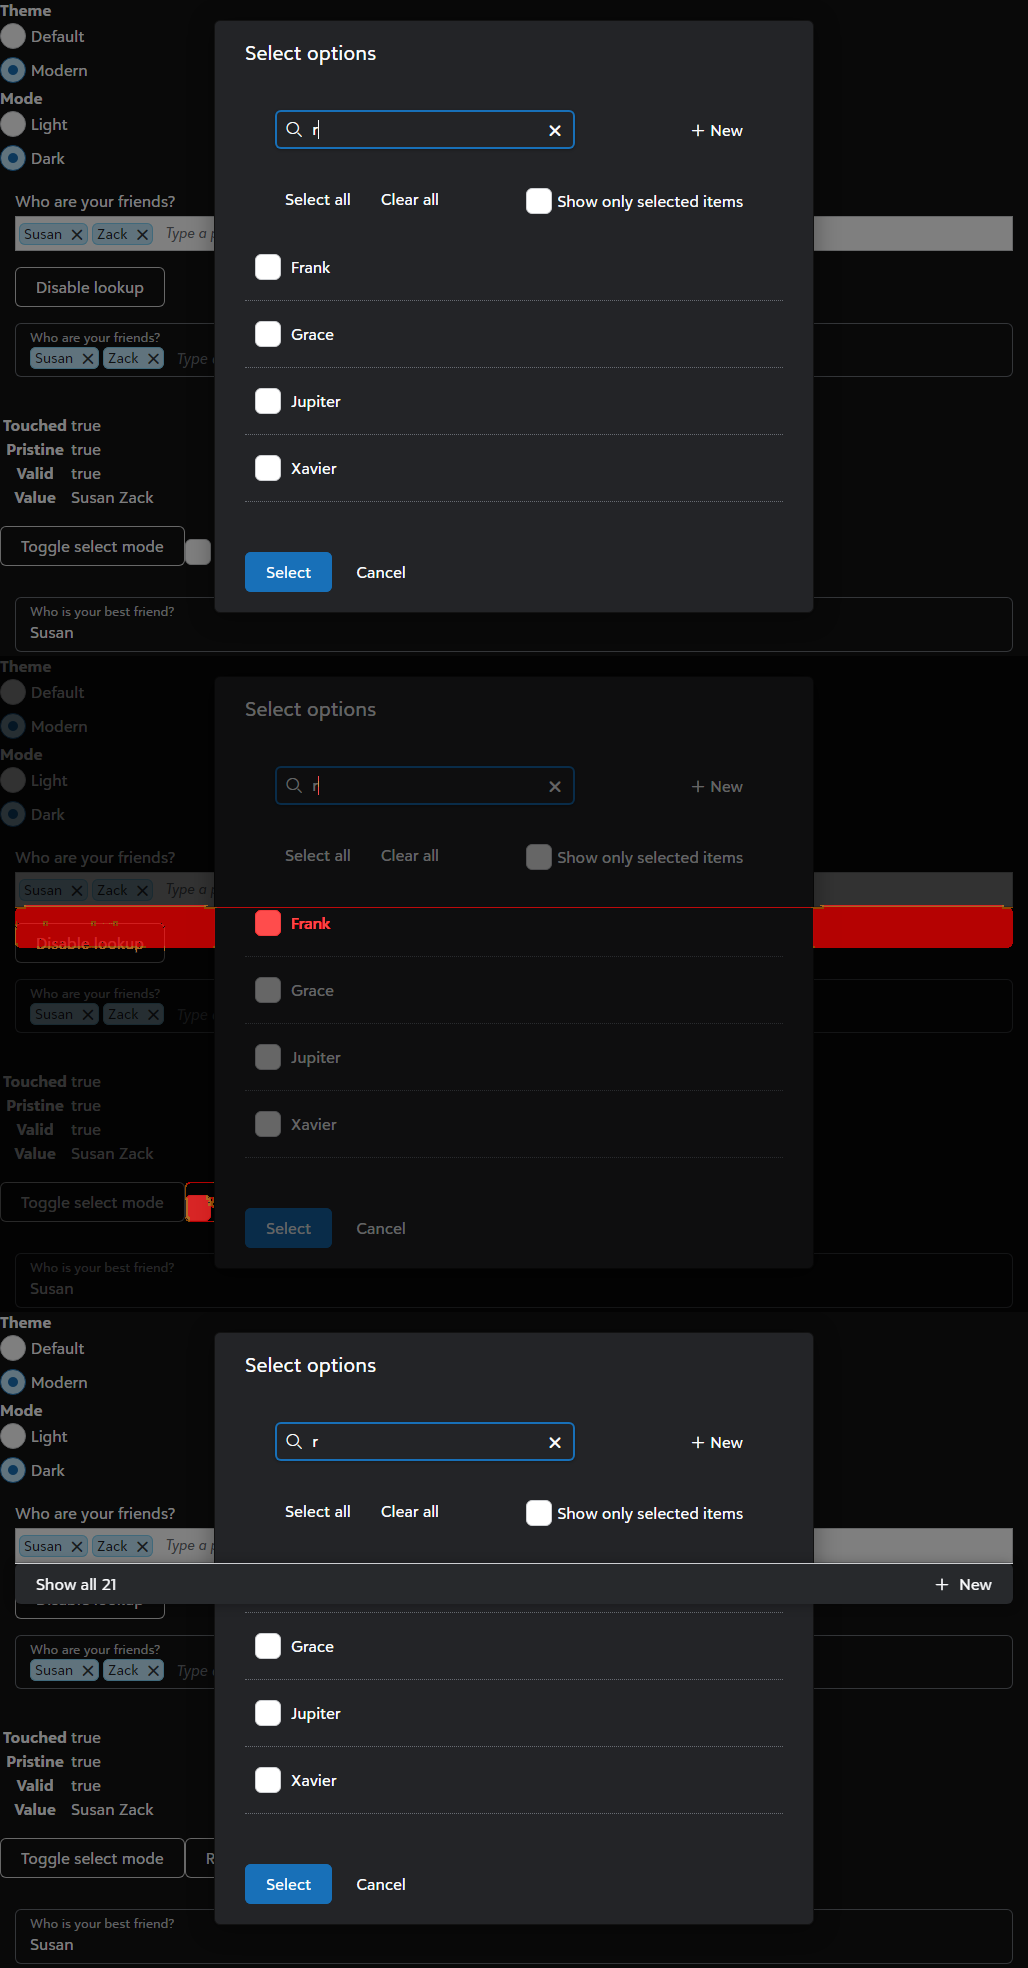 Theme
Default
Modern
Mode
Light
Dark
Who are your friends?
Susan Zack Type a p
Disable lookup
Who are your friends?
Susan Zack Type
Touched true
Pristine true
Valid true
Value Susan Zack
Toggle select mode
Who is your best friend?
Susan
Select options
r
New
Select all Clear all Show only selected items
Frank
Grace
Jupiter
Xavier
Select Cancel
Theme
Default
Modern
Mode
Light
Dark
Who are your friends?
Susan Zack Type a p
Disable lookup
Who are your friends?
Susan Zack Type
Touched true
Pristine true
Valid true
Value Susan Zack
Toggle select mode
Who is your best friend?
Susan
Select options
r
New
Select all Clear all Show only selected items
Frank
Grace
Jupiter
Xavier
Select Cancel
Theme
Default
Modern
Mode
Light
Dark
Who are your friends?
Susan Zack Type a p
Show all 21 New
Who are your friends?
Susan Zack Type
Touched true
Pristine true
Valid true
Value Susan Zack
Toggle select mode R
Who is your best friend?
Susan
Select options
r
New
Select all Clear all Show only selected items
Grace
Jupiter
Xavier
Select Cancel